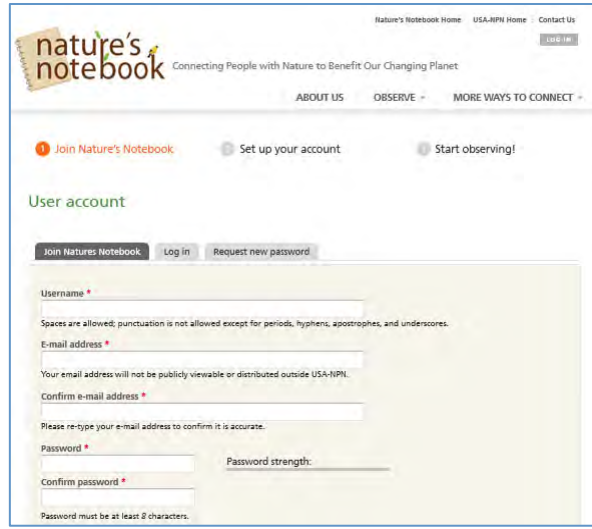 Nature's Notebook Home USA-NPN Home Contact Us
LOG IN
nature's
notebook
Connecting People with Nature to Benefit Our Changing Planet
ABOUT US OBSERVE MORE WAYS TO CONNECT
1 Join Nature's Notebook 2 Set up your account 3 Start observing!
User account
Join Natures Notebook Log in Request new password
Username *
Spaces are allowed; punctuation is not allowed except for periods, hyphens, apostrophes, and underscores.
E-mail address *
Your email address will not be publicly viewable or distributed outside USA-NPN.
Confirm e-mail address *
Please re-type your e-mail address to confirm it is accurate.
Password *
Password strength:
Confirm password *
Password must be at least 8 characters.